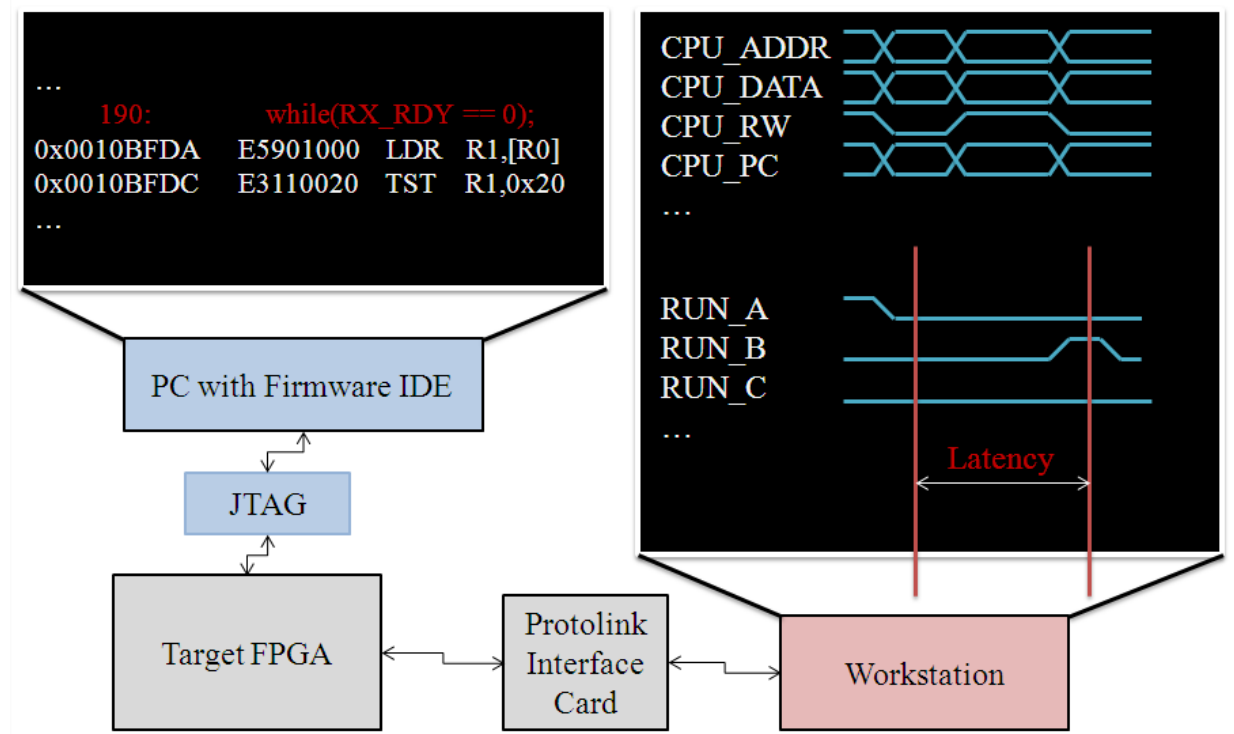 …
190: while(RX_RDY == 0);
0x0010BFDA E5901000 LDR R1,[R0]
0x0010BFDC E3110020 TST R1,0x20
…
PC with Firmware IDE
JTAG
Target FPGA
Protolink
Interface
Card
CPU_ADDR
CPU_DATA
CPU_RW
CPU_PC
…
RUN_A
RUN_B
RUN_C
…
Latency
Workstation